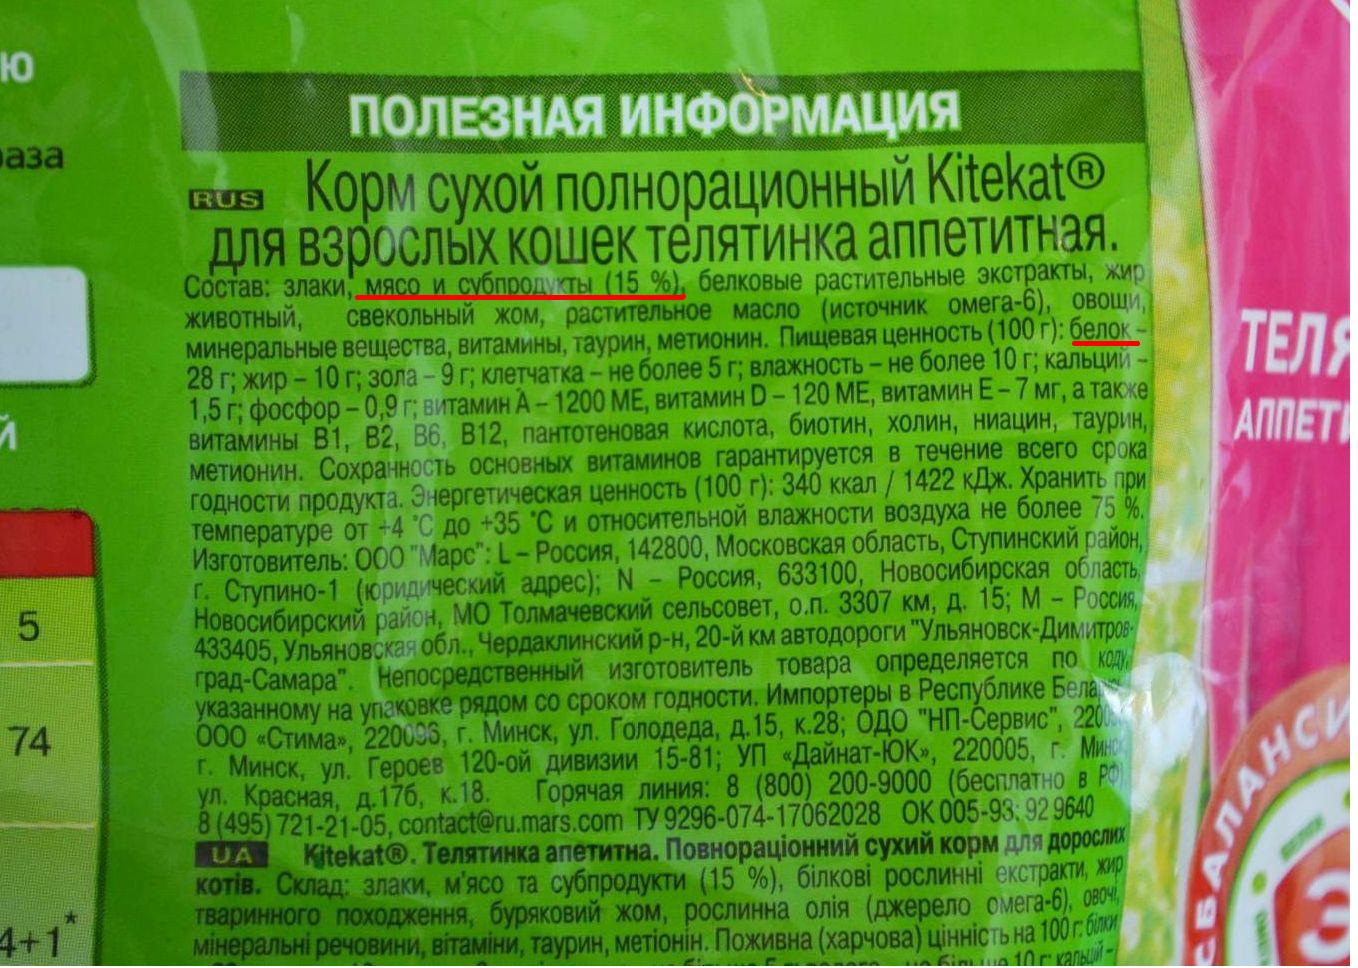 ю
раза
й
5
74
4+1*
ПОЛЕЗНАЯ ИНФОРМАЦИЯ
RUS Корм сухой полнорационный Kitekat®
для взрослых кошек телятинка аппетитная.
Состав: злаки, мясо и субпродукты (15 %), белковые растительные экстракты, жир
животный, свекольный жом, растительное масло (источник омега-6), овощи,
минеральные вещества, витамины, таурин, метионин. Пищевая ценность (100 г): белок –
28 г; жир – 10 г; зола – 9 г; клетчатка – не более 5 г; влажность – не более 10 г; кальций –
1,5 г; фосфор – 0,9 г; витамин А – 1200 МЕ, витамин D – 120 МЕ, витамин Е – 7 мг, а также
витамины В1, В2, В6, В12, пантотеновая кислота, биотин, холин, ниацин, таурин,
метионин. Сохранность основных витаминов гарантируется в течение всего срока
годности продукта. Энергетическая ценность (100 г): 340 ккал / 1422 кДж. Хранить при
температуре от +4 °С до +35 °С и относительной влажности воздуха не более 75 %.
Изготовитель: ООО "Марс": L – Россия, 142800, Московская область, Ступинский район,
г. Ступино-1 (юридический адрес); N – Россия, 633100, Новосибирская область,
Новосибирский район, МО Толмачевский сельсовет, о.п. 3307 км, д. 15; М – Россия,
433405, Ульяновская обл., Чердаклинский р-н, 20-й км автодороги "Ульяновск-Димитров-
град-Самара". Непосредственный изготовитель товара определяется по коду,
указанному на упаковке рядом со сроком годности. Импортеры в Республике
ООО «Стима», 220096, г. Минск, ул. Голодеда, д.15, к.28; ОДО "НП-Сервис",
г. Минск, ул. Героев 120-ой дивизии 15-81; УП «Дайнат-ЮК», 220005, г. Минск,
ул. Красная, д.17б, к.18. Горячая линия: 8 (800) 200-9000 (бесплатно в РФ),
8 (495) 721-21-05, contact@ru.mars.com ТУ 9296-074-17062028 ОК 005-93: 92 9640
UA Kitekat®. Телятинка апетитна. Повнораціонний сухий корм для дорослих
котів. Склад: злаки, м'ясо та субпродукти (15 %), білкові рослинні екстракти, жир
тваринного походження, буряковий жом, рослинна олія (джерело омега-6), овочі,
мінеральні речовини, вітаміни, таурин, метіонін. Поживна (харчова) цінність на 100 г: білки
більше 10 г; кальцій –
ТЕЛЯ
АППЕТИ
СБАЛАНСИ
БЕЛКИ
3